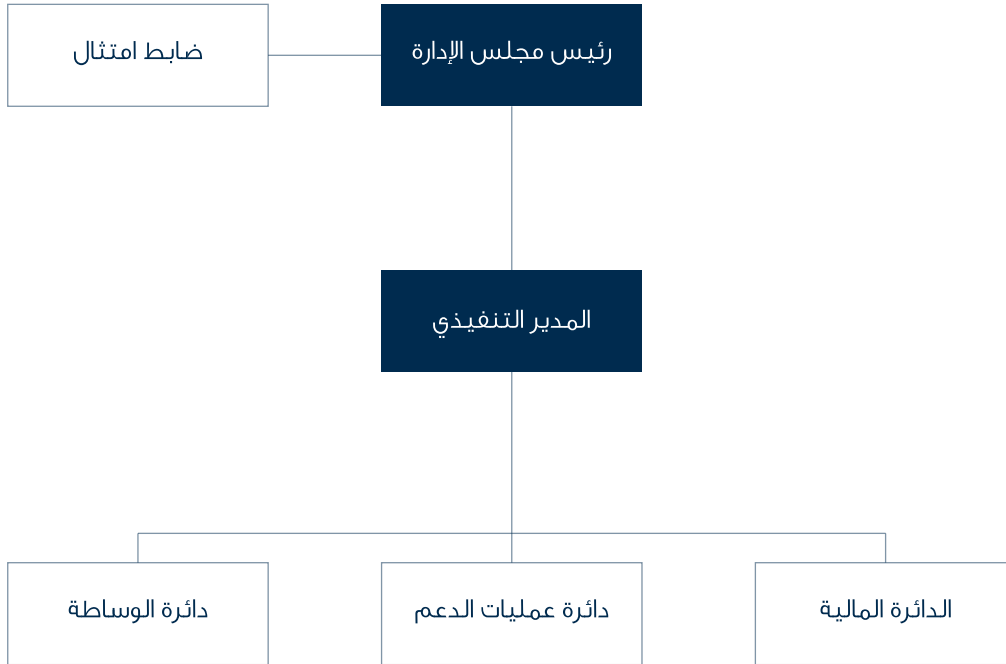 رئيس مجلس الإدارة
ضابط امتثال
المدير التنفيذي
الدائرة المالية
دائرة عمليات الدعم
دائرة الوساطة